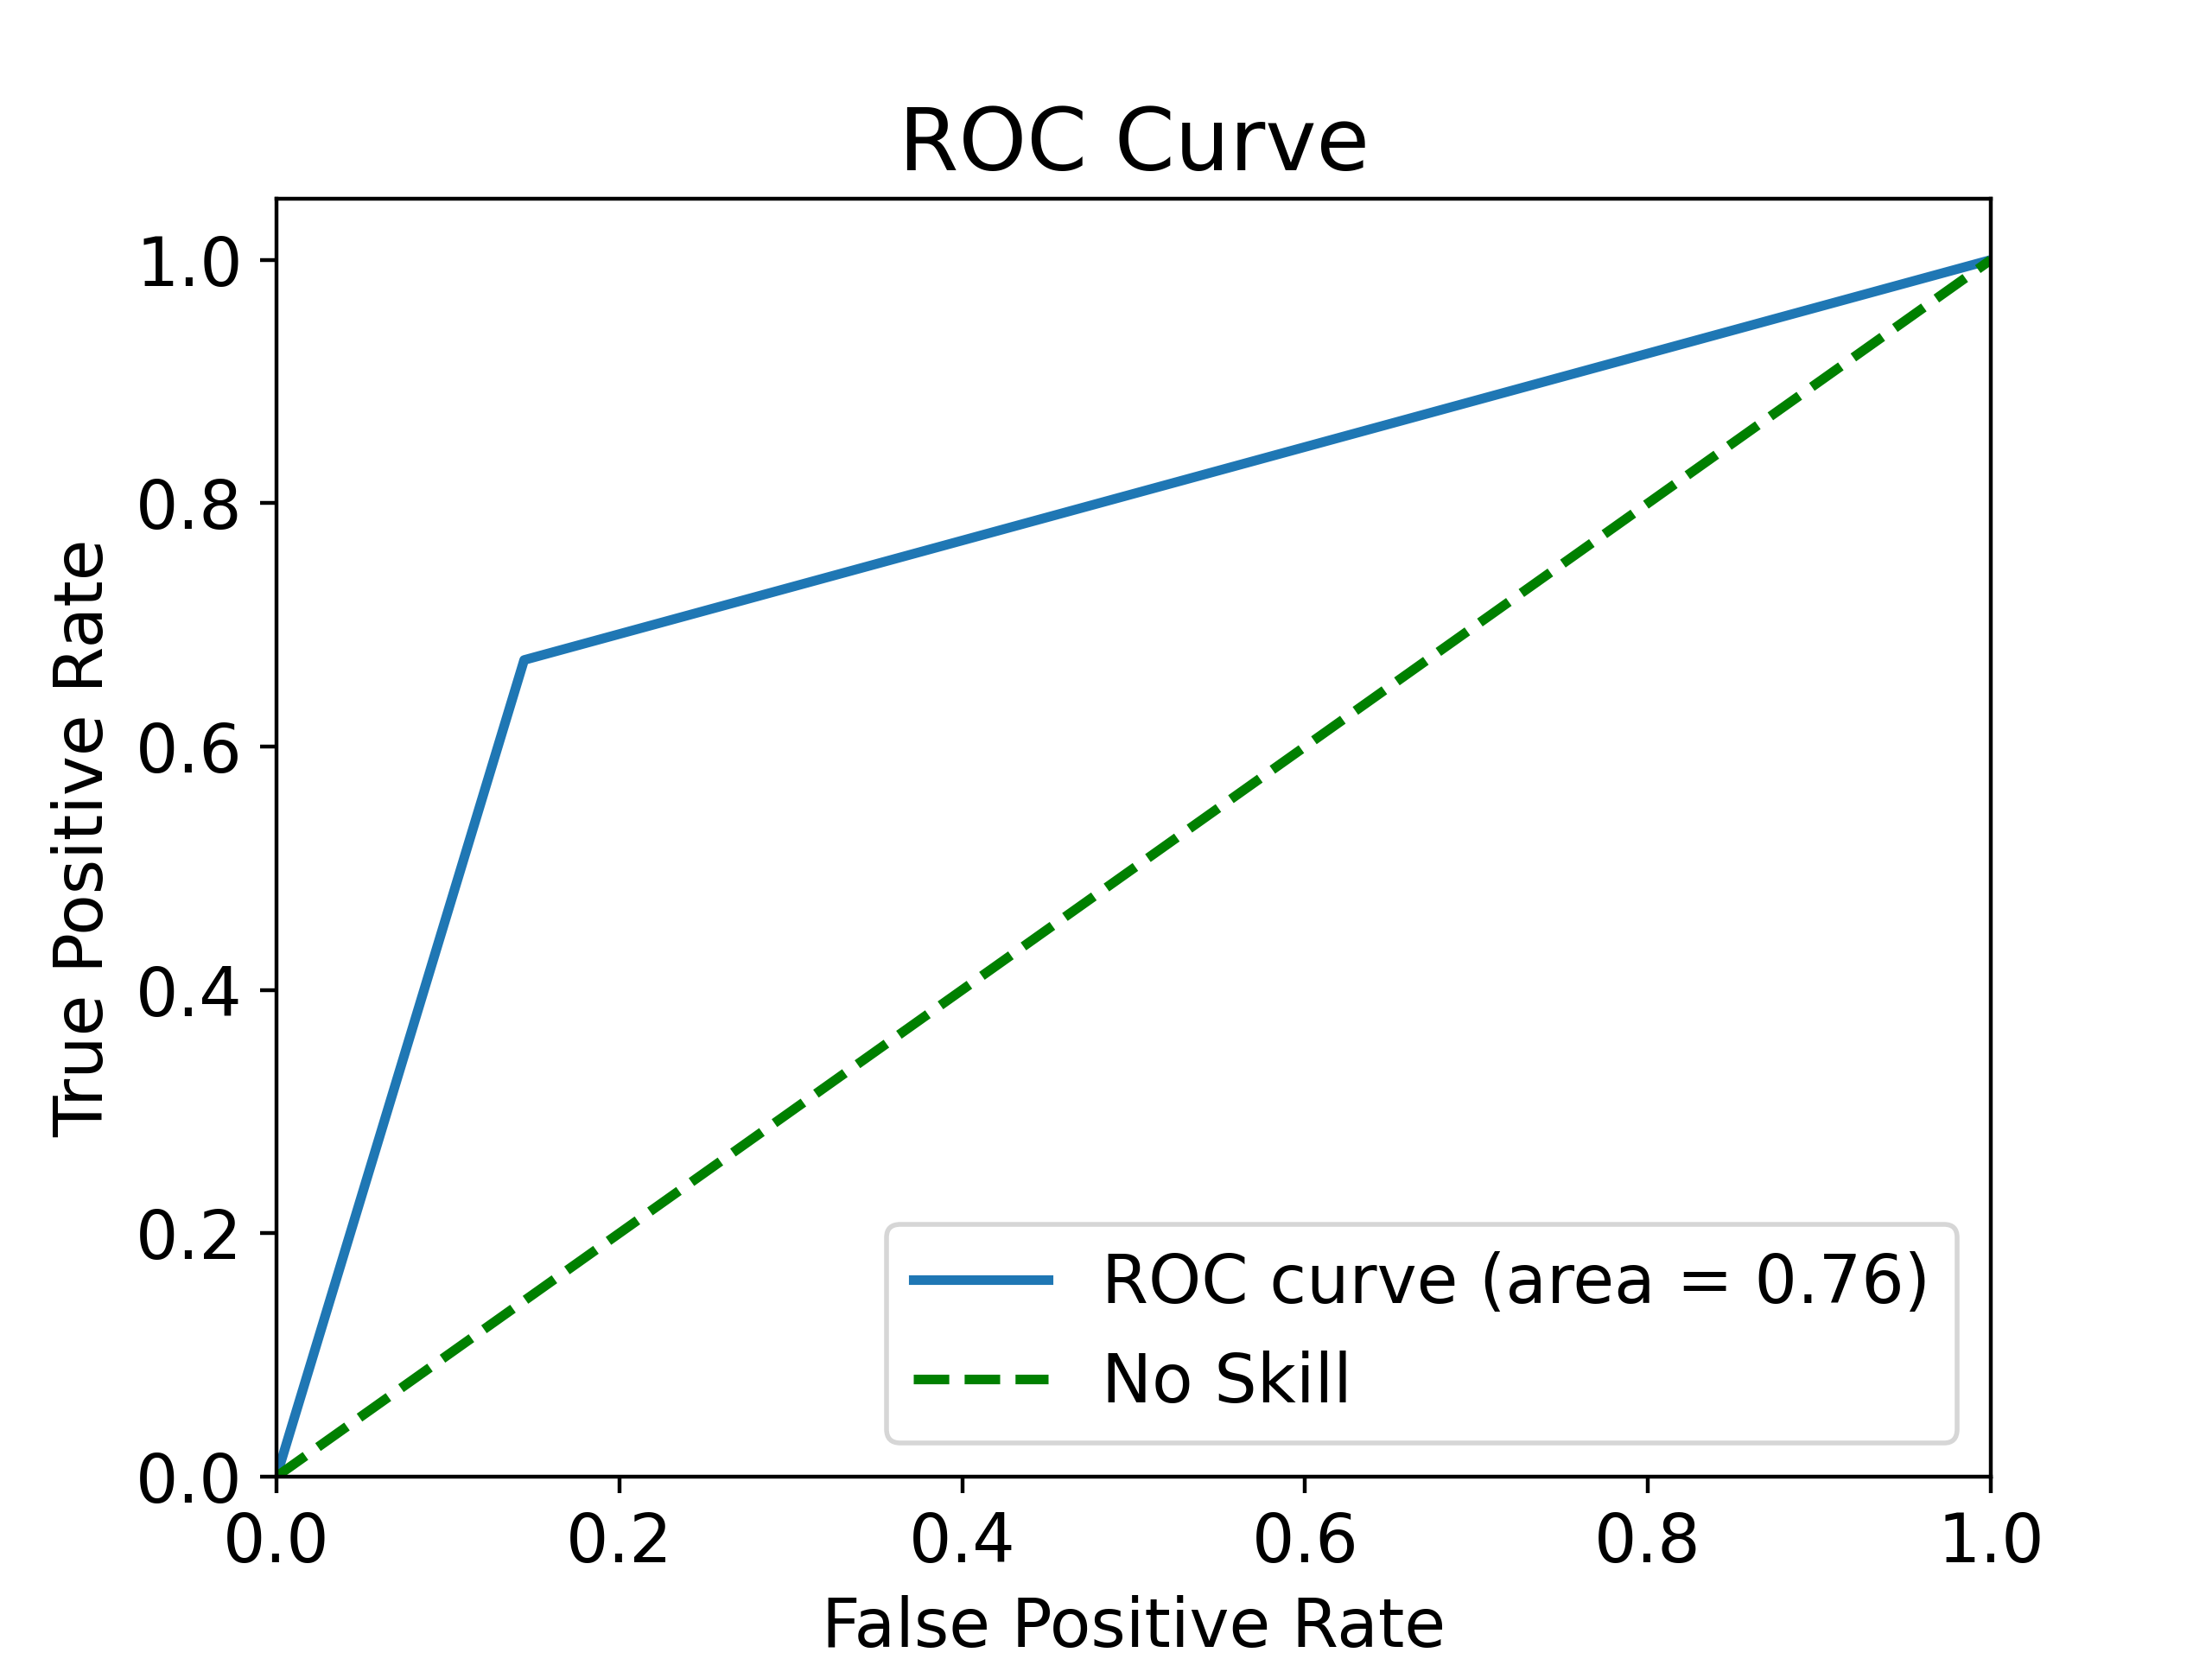 ROC Curve
True Positive Rate
1.0
0.8
0.6
0.4
0.2
0.0
ROC curve (area = 0.76)
No Skill
0.0 0.2 0.4 0.6 0.8 1.0
False Positive Rate